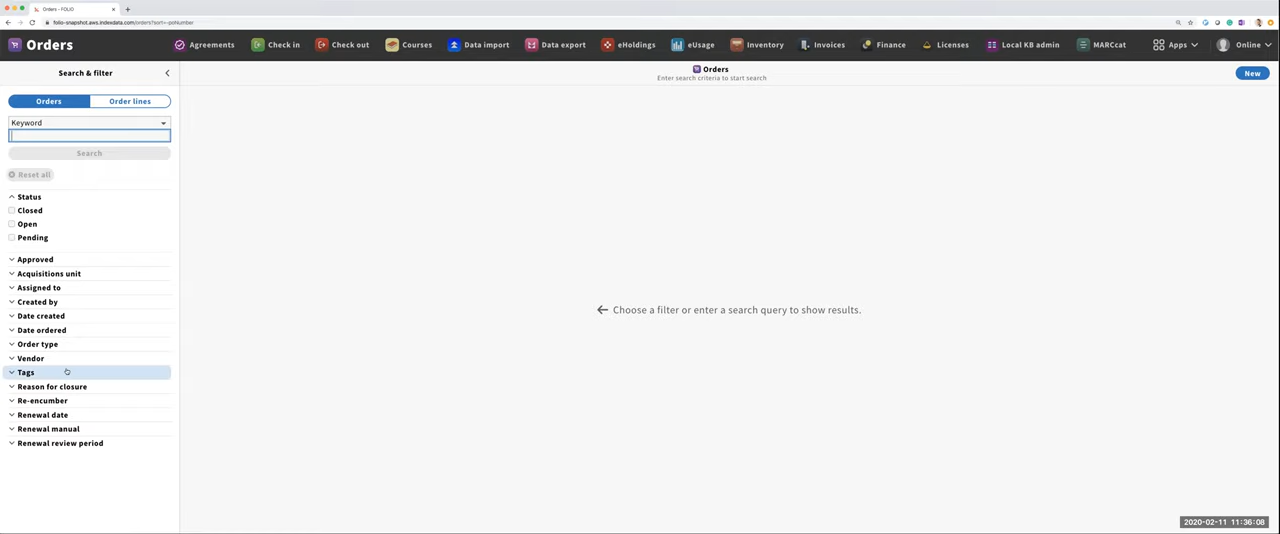 Orders - FOLIO
folio-snapshot.aws.indexdata.com/orders?sort=-poNumber
Orders
Agreements
Check in
Check out
Courses
Data import
Data export
eHoldings
eUsage
Inventory
Invoices
Finance
Licenses
Local KB admin
MARCcat
Apps
Online
Search & filter
Orders
Enter search criteria to start search
New
Orders
Order lines
Keyword
Search
Reset all
Status
Closed
Open
Pending
Approved
Acquisitions unit
Assigned to
Created by
Date created
Date ordered
Order type
Vendor
Tags
Reason for closure
Re-encumber
Renewal date
Renewal manual
Renewal review period
Choose a filter or enter a search query to show results.
2020-02-11 11:36:08